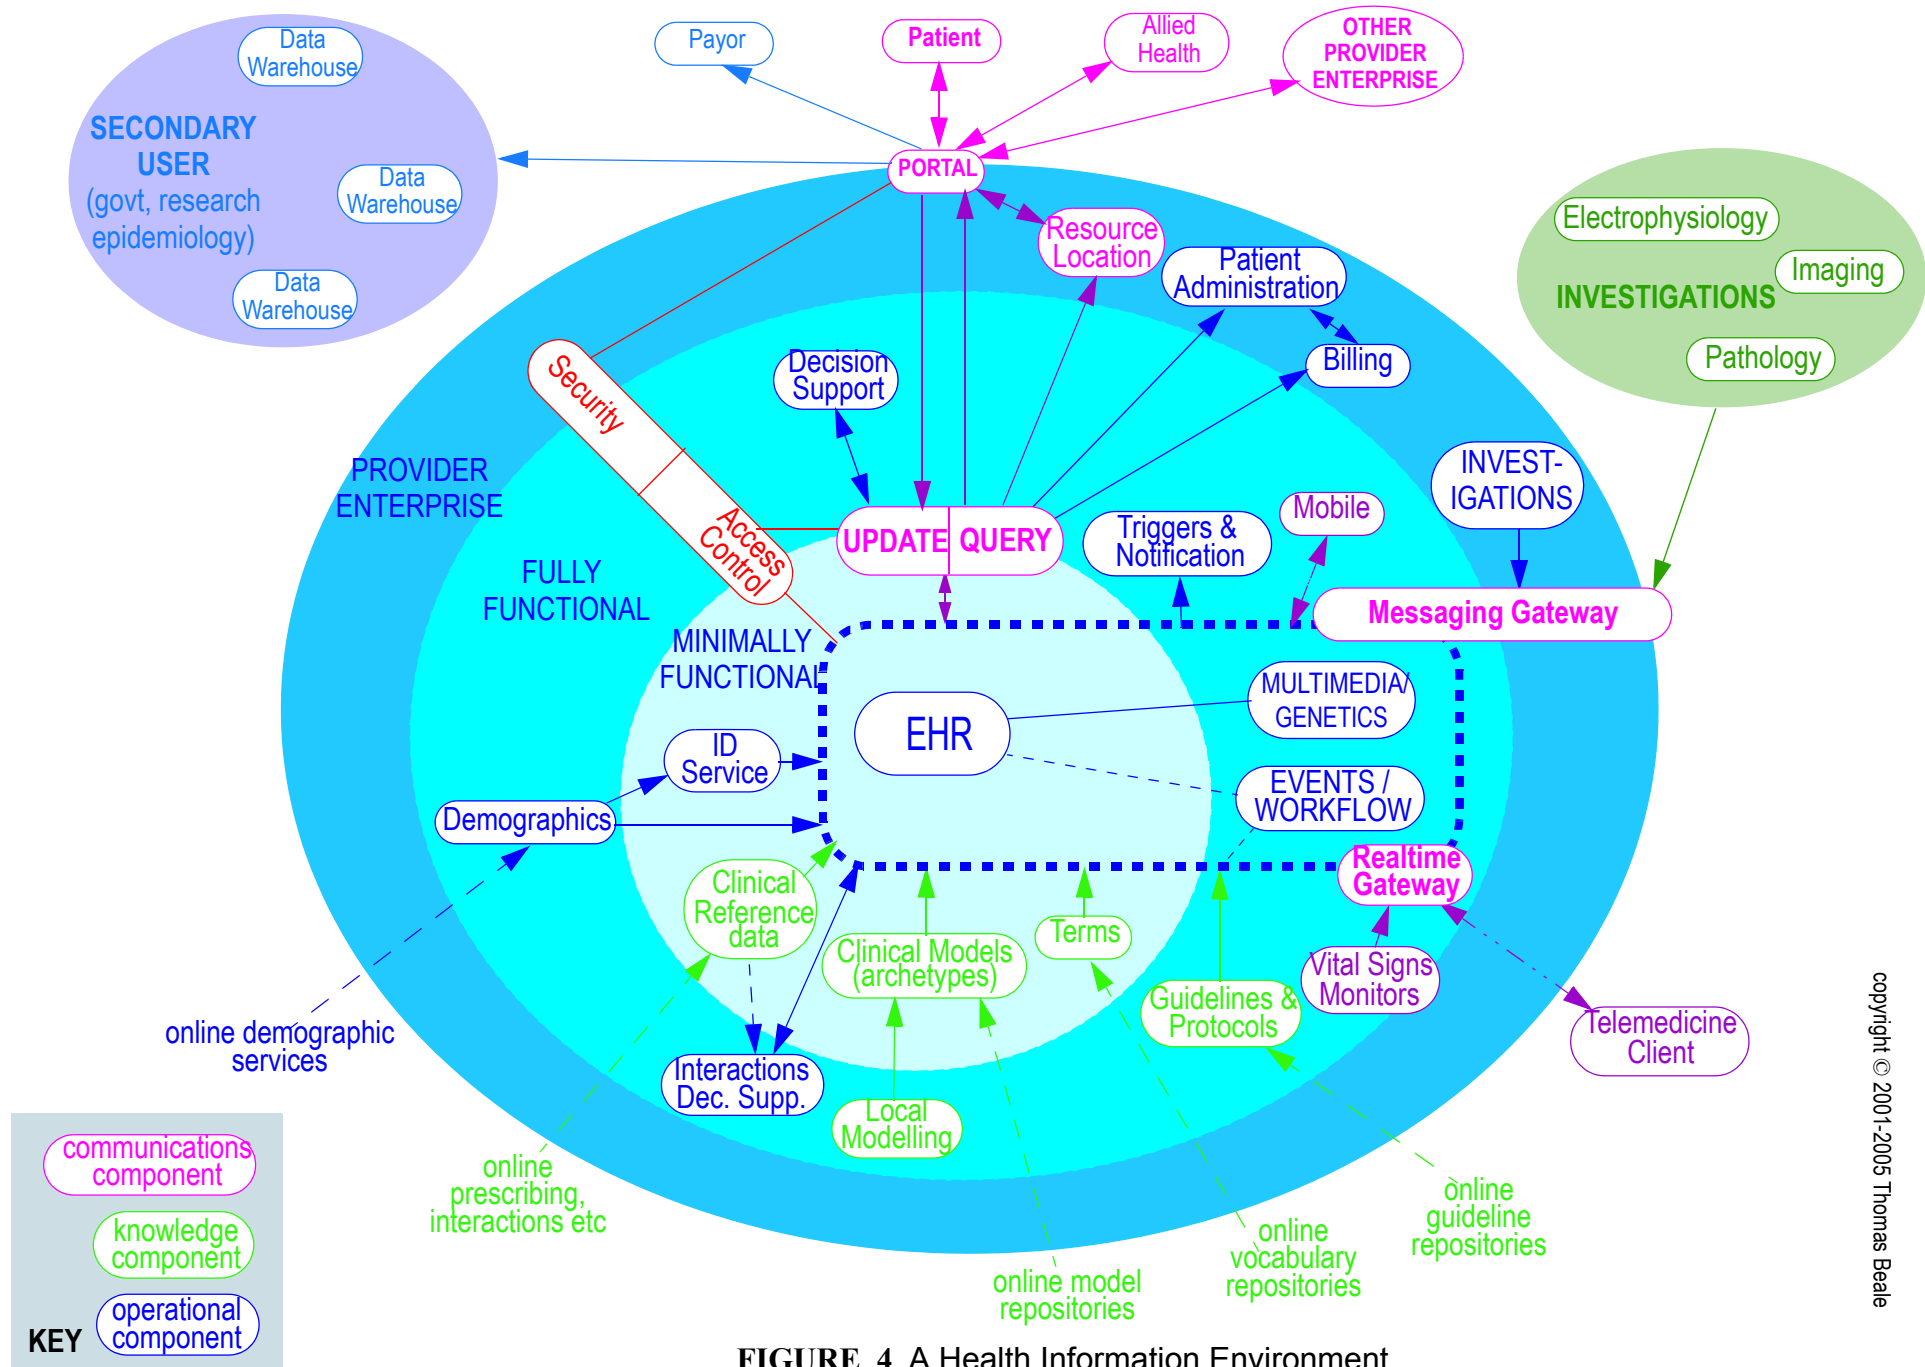 Data
Warehouse
SECONDARY
USER
(govt, research
epidemiology)
Data
Warehouse
Data
Warehouse
Payor
Patient
Allied
Health
OTHER
PROVIDER
ENTERPRISE
PORTAL
Resource
Location
Patient
Administration
Billing
Electrophysiology
Imaging
INVESTIGATIONS
Pathology
Security
Access
Control
Decision
Support
PROVIDER
ENTERPRISE
FULLY
FUNCTIONAL
MINIMALLY
FUNCTIONAL
UPDATE QUERY
Triggers &
Notification
Mobile
INVEST-
IGATIONS
Messaging Gateway
EHR
MULTIMEDIA/
GENETICS
EVENTS /
WORKFLOW
ID
Service
Demographics
Clinical
Reference
data
Clinical Models
(archetypes)
Terms
Guidelines &
Protocols
Realtime
Gateway
Vital Signs
Monitors
Telemedicine
Client
online demographic
services
Interactions
Dec. Supp.
Local
Modelling
online
prescribing,
interactions etc
online model
repositories
online
vocabulary
repositories
online
guideline
repositories
communications
component
knowledge
component
operational
component
KEY
copyright © 2001-2005 Thomas Beale
FIGURE 4 A Health Information Environment